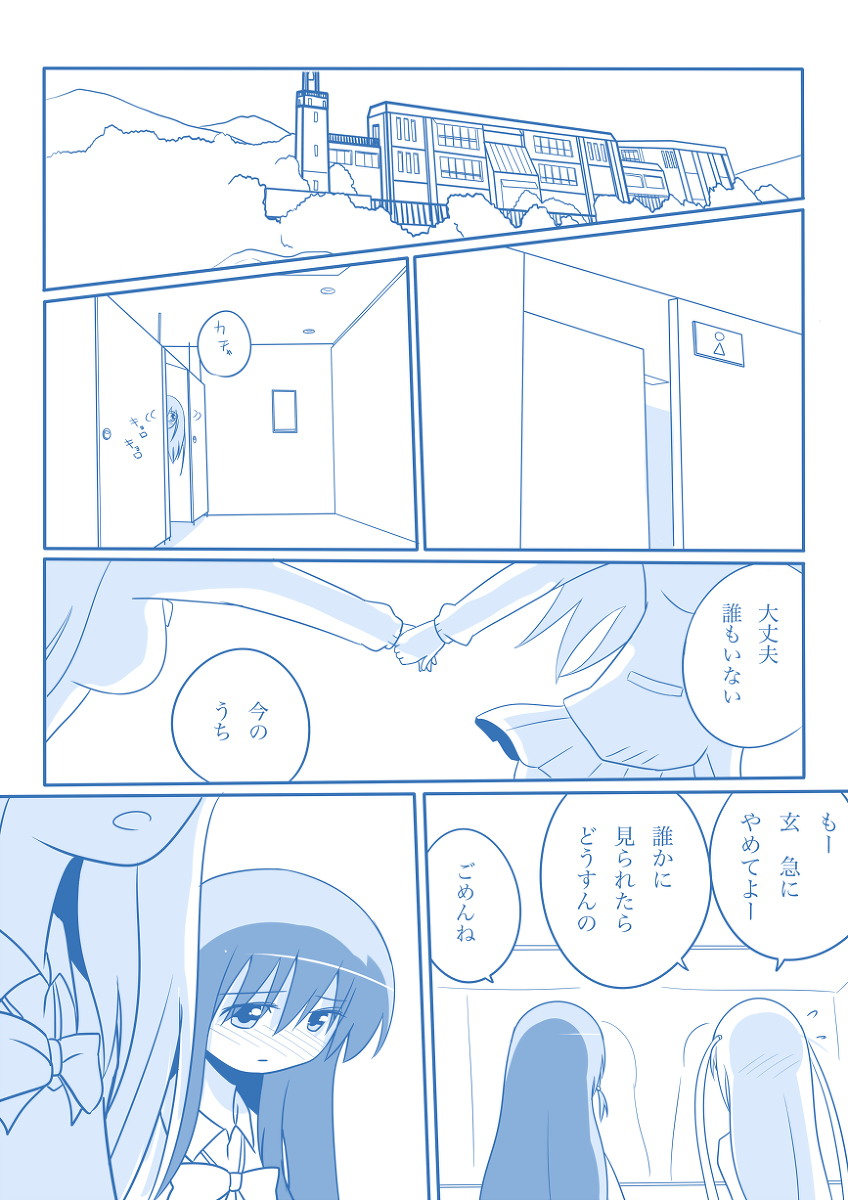 カチャ
キョロ
キョロ
大丈夫
誰もいない
今の
うち
もー
玄 急に
やめてよー
誰かに
見られたら
どうすんの
ごめんね